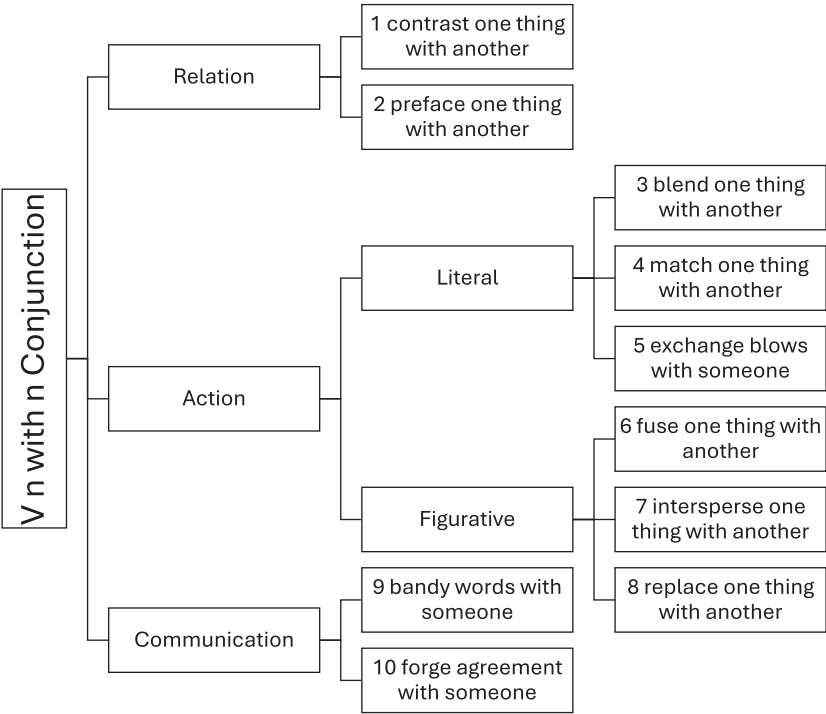 V n with n Conjunction
Relation
1 contrast one thing
with another
2 preface one thing
with another
Action
Literal
3 blend one thing
with another
4 match one thing
with another
5 exchange blows
with someone
Figurative
6 fuse one thing with
another
7 intersperse one
thing with another
8 replace one thing
with another
Communication
9 bandy words with
someone
10 forge agreement
with someone